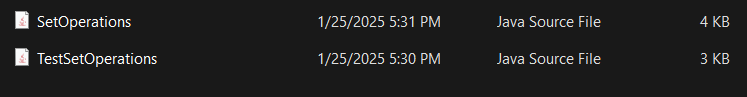 SetOperations 1/25/2025 5:31 PM Java Source File 4 KB
TestSetOperations 1/25/2025 5:30 PM Java Source File 3 KB